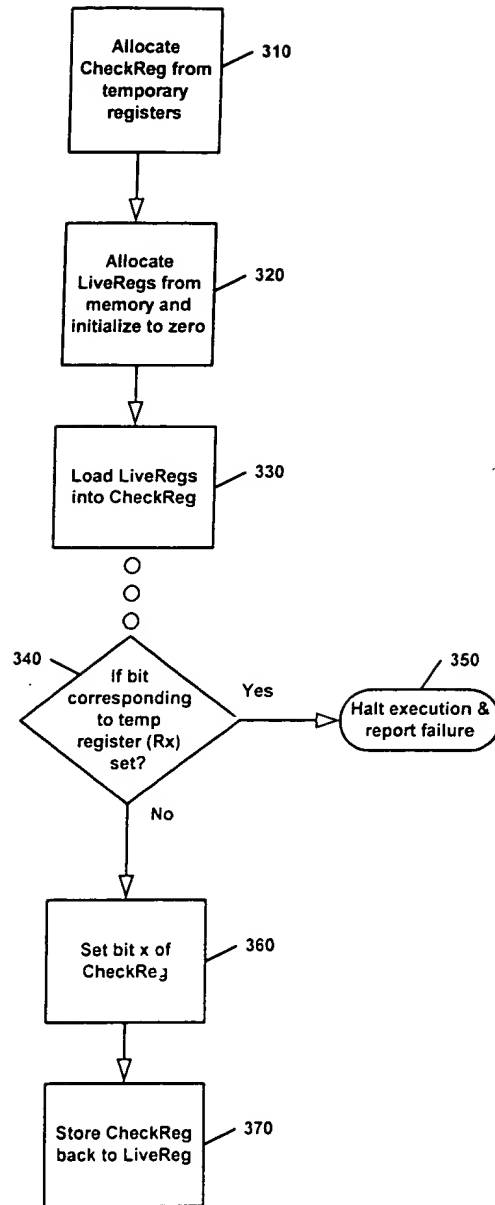 Allocate
CheckReg from
temporary
registers
310
Allocate
LiveRegs from
memory and
initialize to zero
320
Load LiveRegs
into CheckReg
330
340
If bit
corresponding
to temp
register (Rx)
set?
Yes
350
Halt execution &
report failure
No
Set bit x of
CheckReg
360
Store CheckReg
back to LiveReg
370